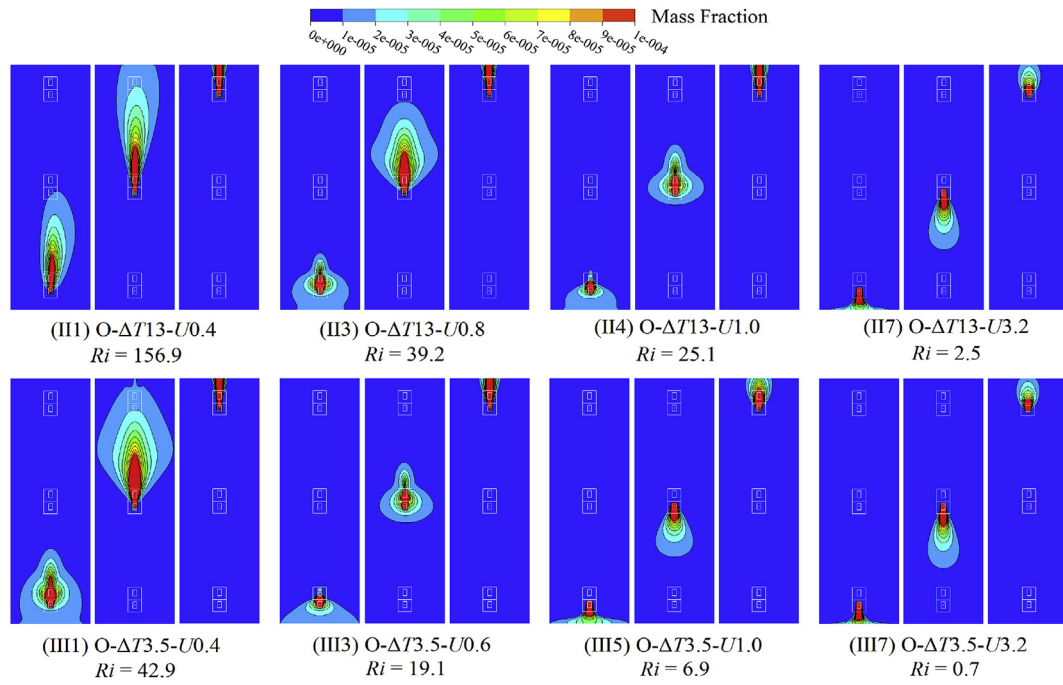 Mass Fraction
0e+000 1e-005 2e-005 3e-005 4e-005 5e-005 6e-005 7e-005 8e-005 9e-005 1e-004
(II1) O-ΔT13-U0.4 (II3) O-ΔT13-U0.8 (II4) O-ΔT13-U1.0 (II7) O-ΔT13-U3.2
Ri = 156.9 Ri = 39.2 Ri = 25.1 Ri = 2.5
(III1) O-ΔT3.5-U0.4 (III3) O-ΔT3.5-U0.6 (III5) O-ΔT3.5-U1.0 (III7) O-ΔT3.5-U3.2
Ri = 42.9 Ri = 19.1 Ri = 6.9 Ri = 0.7